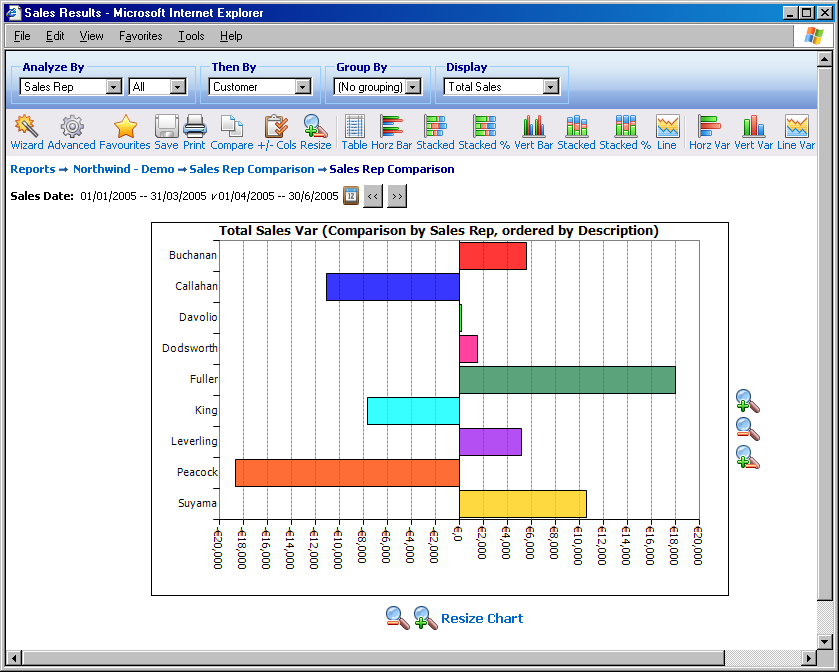 Sales Results - Microsoft Internet Explorer
File Edit View Favorites Tools Help
Analyze By Then By Group By Display
Sales Rep All Customer (No grouping) Total Sales
Wizard Advanced Favourites Save Print Compare +/- Cols Resize Table Horz Bar Stacked Stacked % Vert Bar Stacked Stacked % Line Horz Var Vert Var Line Var
Reports → Northwind - Demo → Sales Rep Comparison → Sales Rep Comparison
Sales Date: 01/01/2005 -- 31/03/2005 v 01/04/2005 -- 30/6/2005 12 << >>
Total Sales Var (Comparison by Sales Rep, ordered by Description)
Buchanan
Callahan
Davolio
Dodsworth
Fuller
King
Leverling
Peacock
Suyama
-€20,000 -€18,000 -€16,000 -€14,000 -€12,000 -€10,000 -€8,000 -€6,000 -€4,000 -€2,000 €,0 €2,000 €4,000 €6,000 €8,000 €10,000 €12,000 €14,000 €16,000 €18,000 €20,000
Resize Chart